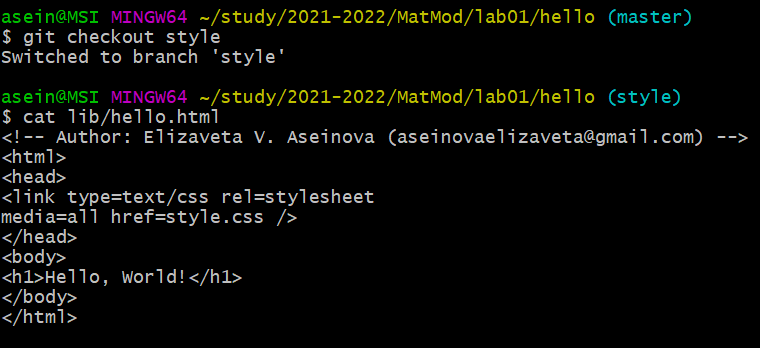 asein@MSI MINGW64 ~/study/2021-2022/MatMod/lab01/hello (master)
$ git checkout style
Switched to branch 'style'
asein@MSI MINGW64 ~/study/2021-2022/MatMod/lab01/hello (style)
$ cat lib/hello.html
<!-- Author: Elizaveta V. Aseinova (aseinovaelizaveta@gmail.com) -->
<html>
<head>
<link type=text/css rel=stylesheet
media=all href=style.css />
</head>
<body>
<h1>Hello, World!</h1>
</body>
</html>